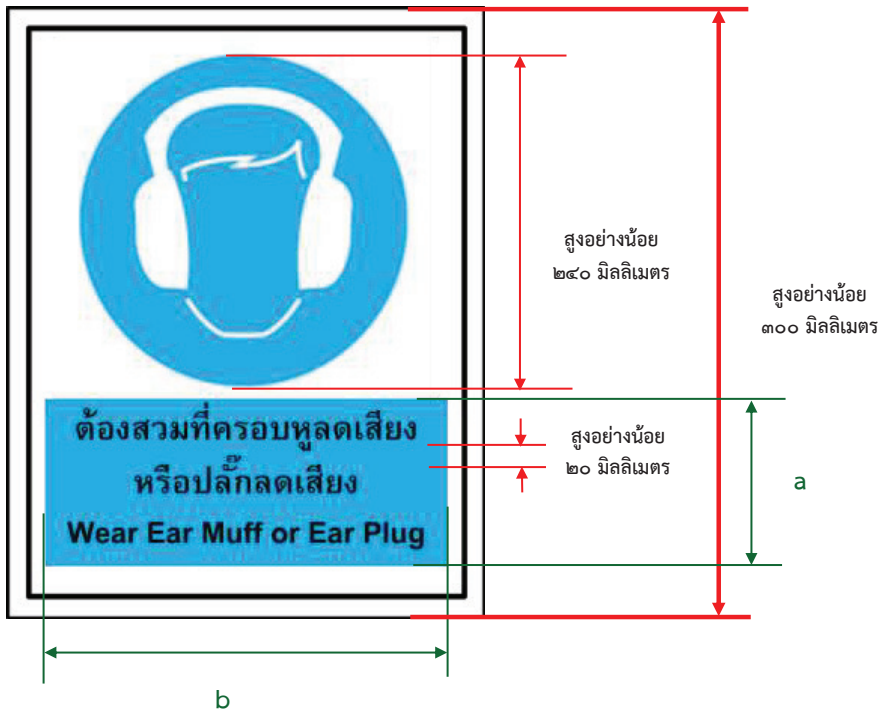 ต้องสวมที่ครอบหูลดเสียง
หรือปลั๊กลดเสียง
Wear Ear Muff or Ear Plug
สูงอย่างน้อย
๒๔๐ มิลลิเมตร
สูงอย่างน้อย
๓๐๐ มิลลิเมตร
สูงอย่างน้อย
๒๐ มิลลิเมตร
a
b